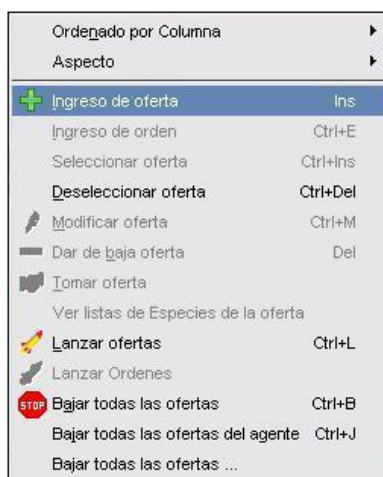 Ordenado por Columna
Aspecto
Ingreso de oferta Ins
Ingreso de orden Ctrl+E
Seleccionar oferta Ctrl+Ins
Deseleccionar oferta Ctrl+Del
Modificar oferta Ctrl+M
Dar de baja oferta Del
Tomar oferta
Ver listas de Especies de la oferta
Lanzar ofertas Ctrl+L
Lanzar Ordenes
STOP Bajar todas las ofertas Ctrl+B
Bajar todas las ofertas del agente Ctrl+J
Bajar todas las ofertas ...